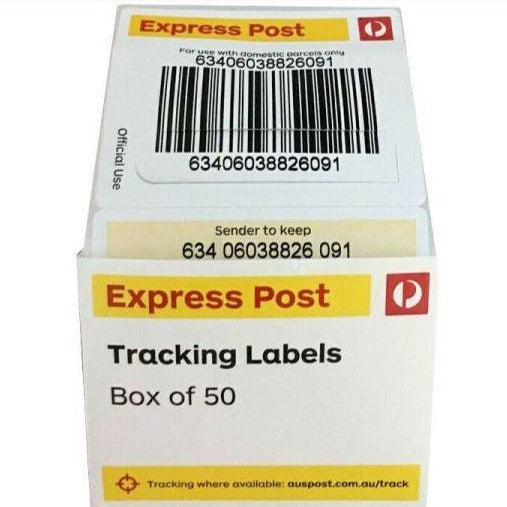 Express Post
For use with domestic parcels only
63406038826091
63406038826091
Official Use
Sender to keep
634 06038826 091
Express Post
Tracking Labels
Box of 50
Tracking where available: auspost.com.au/track